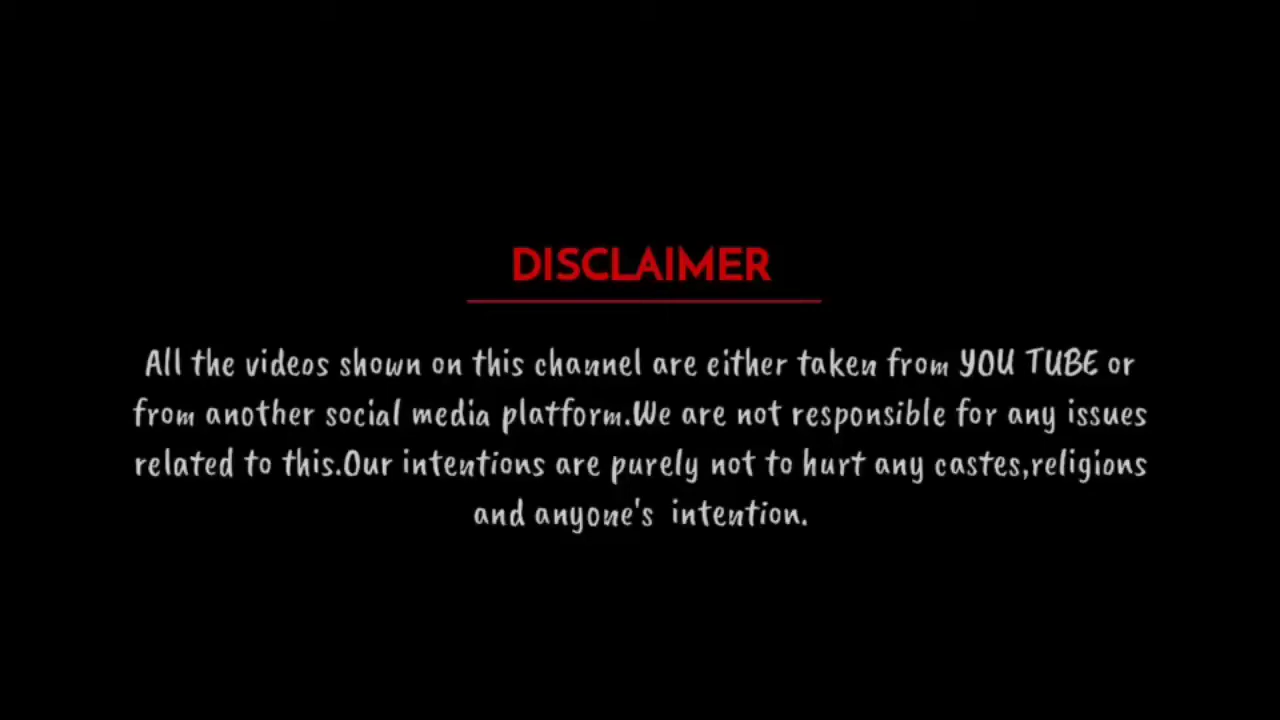 DISCLAIMER
All the videos shown on this channel are either taken from YOU TUBE or
from another social media platform.We are not responsible for any issues
related to this.Our intentions are purely not to hurt any castes,religions
and anyone's  intention.